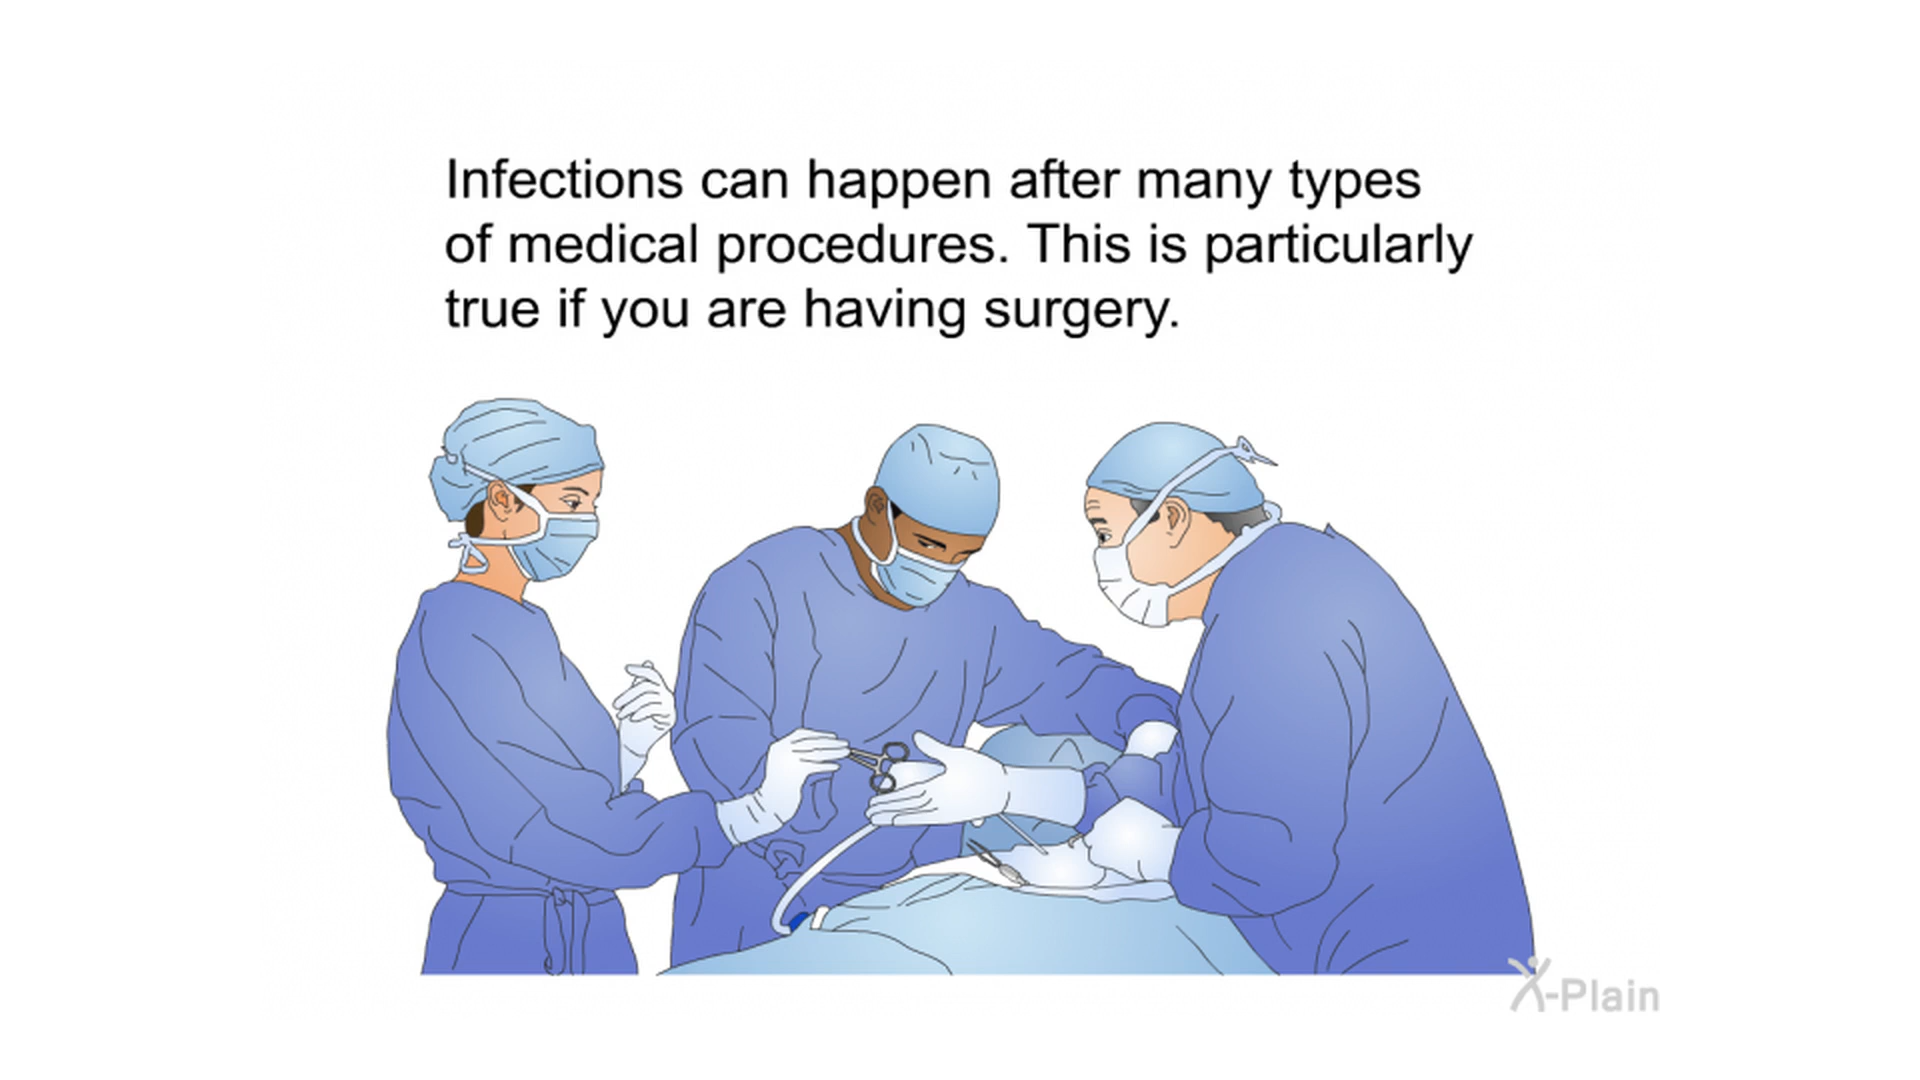 Infections can happen after many types
of medical procedures. This is particularly
true if you are having surgery.
X-Plain